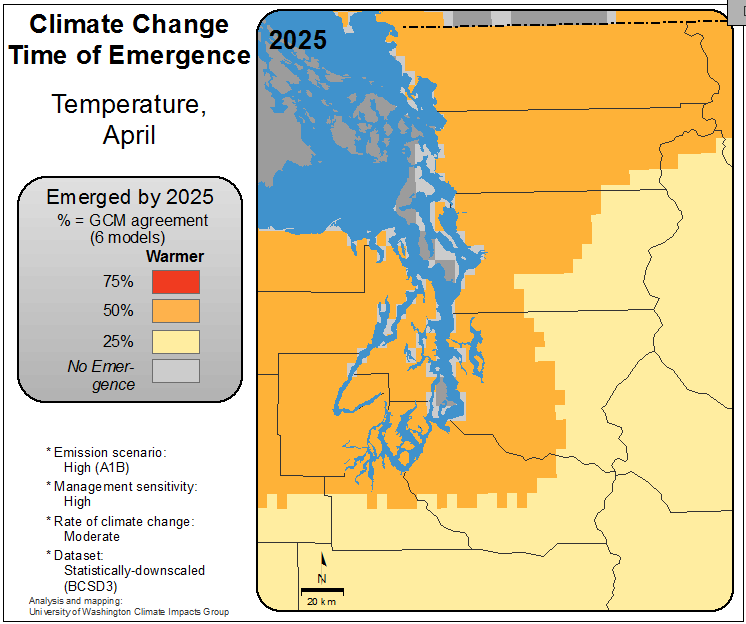 Climate Change
Time of Emergence
Temperature,
April
Emerged by 2025
% = GCM agreement
(6 models)
Warmer
75%
50%
25%
No Emer-
gence
* Emission scenario:
High (A1B)
* Management sensitivity:
High
* Rate of climate change:
Moderate
* Dataset:
Statistically-downscaled
(BCSD3)
Analysis and mapping:
University of Washington Climate Impacts Group
2025
N
20 km